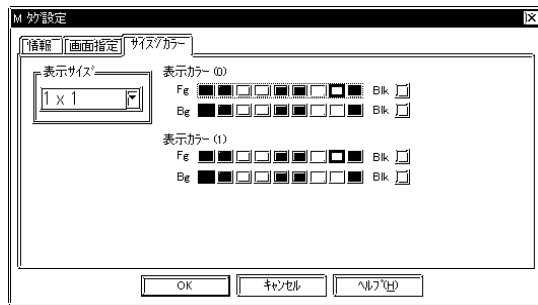 M ﾀｸﾞ設定
情報 画面指定 ｻｲｽﾞ/ｶﾗｰ
表示ｻｲｽﾞ
1 x 1
表示ｶﾗｰ (0)
Fg Blk
Bg Blk
表示ｶﾗｰ (1)
Fg Blk
Bg Blk
OK ｷｬﾝｾﾙ ﾍﾙﾌﾟ(H)